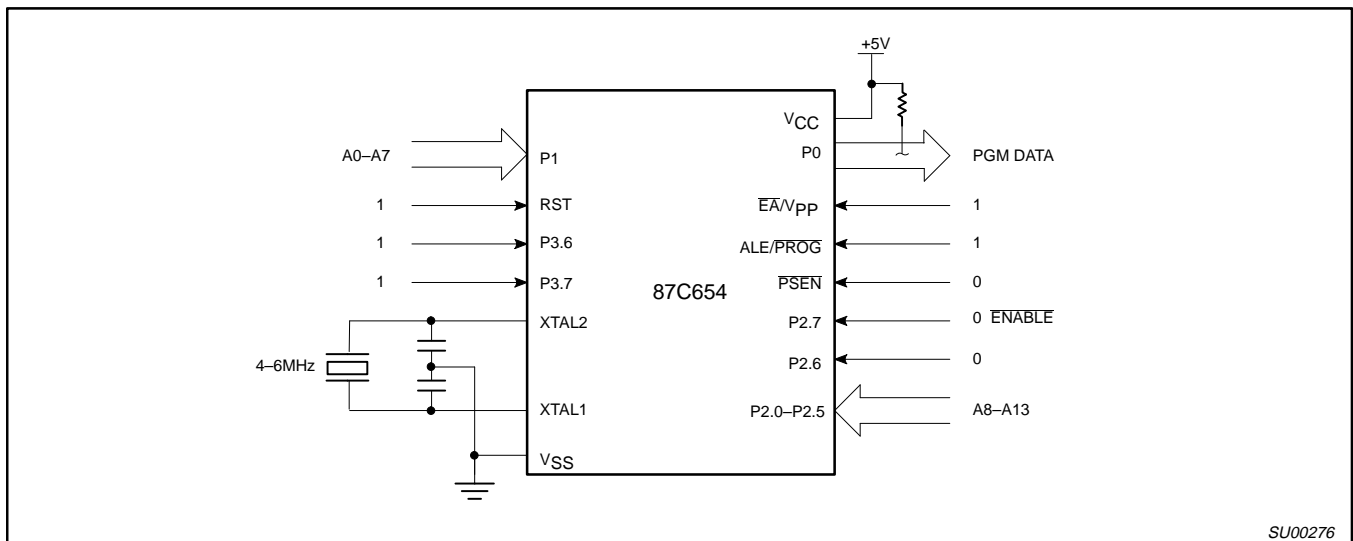 +5V
VCC
A0–A7
P1
P0
PGM DATA
1
RST
EA/VPP
1
1
P3.6
ALE/PROG
1
1
P3.7
PSEN
0
87C654
XTAL2
P2.7
0 ENABLE
4–6MHz
P2.6
0
XTAL1
P2.0–P2.5
A8–A13
VSS
SU00276